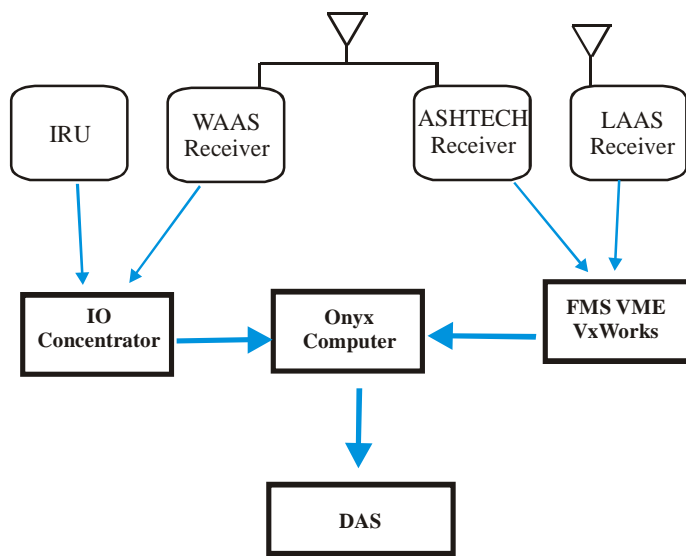 IRU
WAAS
Receiver
ASHTECH
Receiver
LAAS
Receiver
IO
Concentrator
Onyx
Computer
FMS VME
VxWorks
DAS